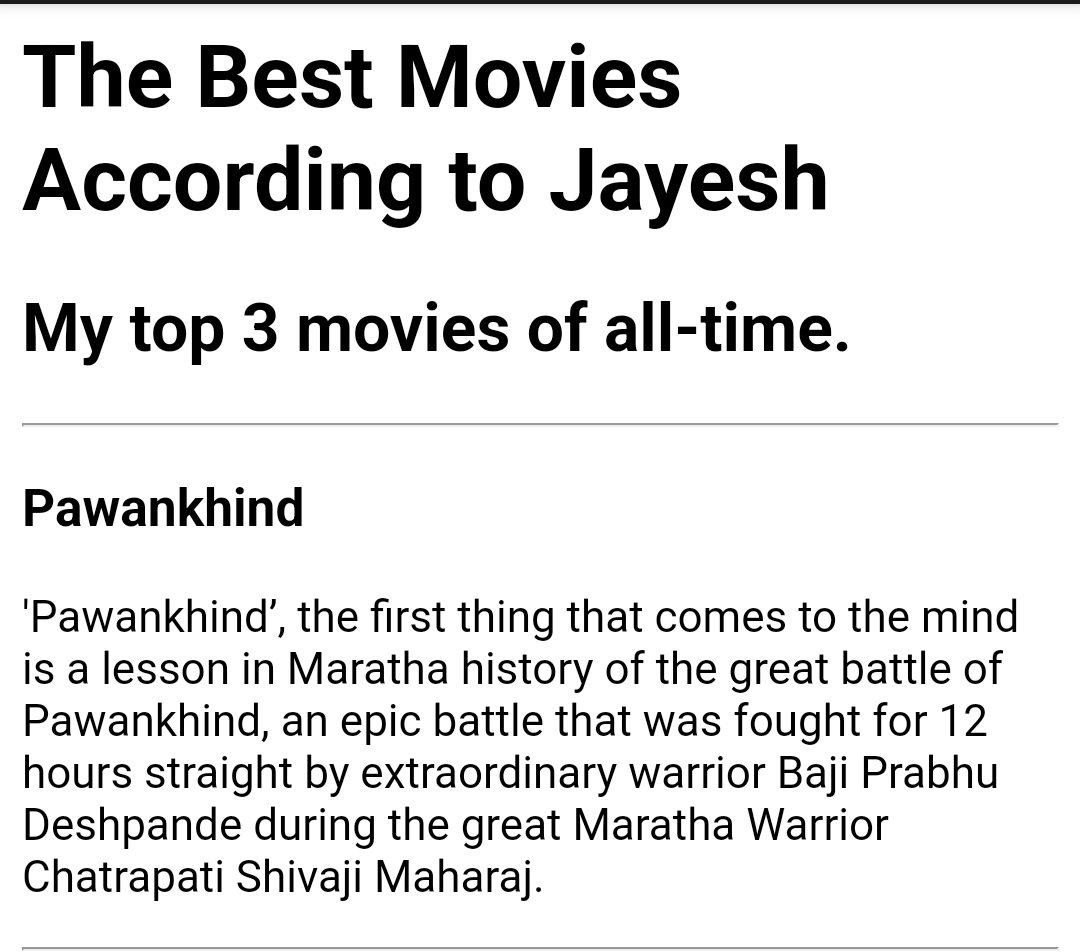 The Best Movies
According to Jayesh
My top 3 movies of all-time.
Pawankhind
'Pawankhind’, the first thing that comes to the mind
is a lesson in Maratha history of the great battle of
Pawankhind, an epic battle that was fought for 12
hours straight by extraordinary warrior Baji Prabhu
Deshpande during the great Maratha Warrior
Chatrapati Shivaji Maharaj.